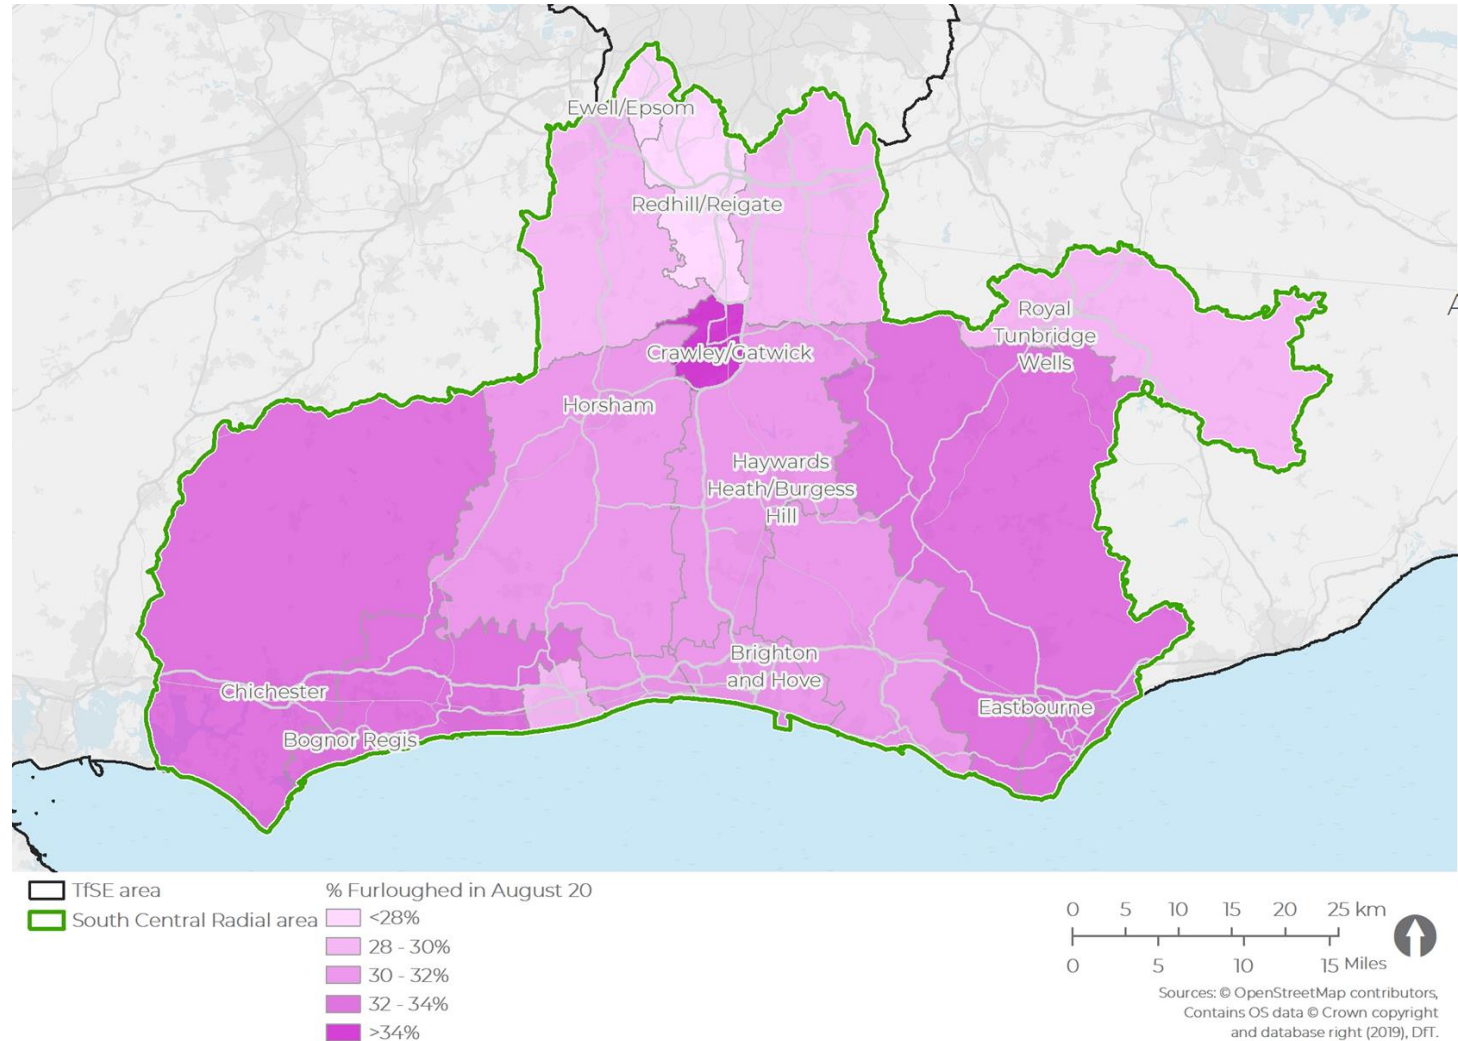 Ewell/Epsom
Redhill/Reigate
Royal
Tunbridge
Wells
Crawley/Gatwick
Horsham
Haywards
Heath/Burgess
Hill
Brighton
and Hove
Chichester
Eastbourne
Bognor Regis
A
TfSE area
South Central Radial area
% Furloughed in August 20
<28%
28 - 30%
30 - 32%
32 - 34%
>34%
0 5 10 15 20 25 km
0 5 10 15 Miles
Sources: © OpenStreetMap contributors,
Contains OS data © Crown copyright
and database right (2019), DfT.